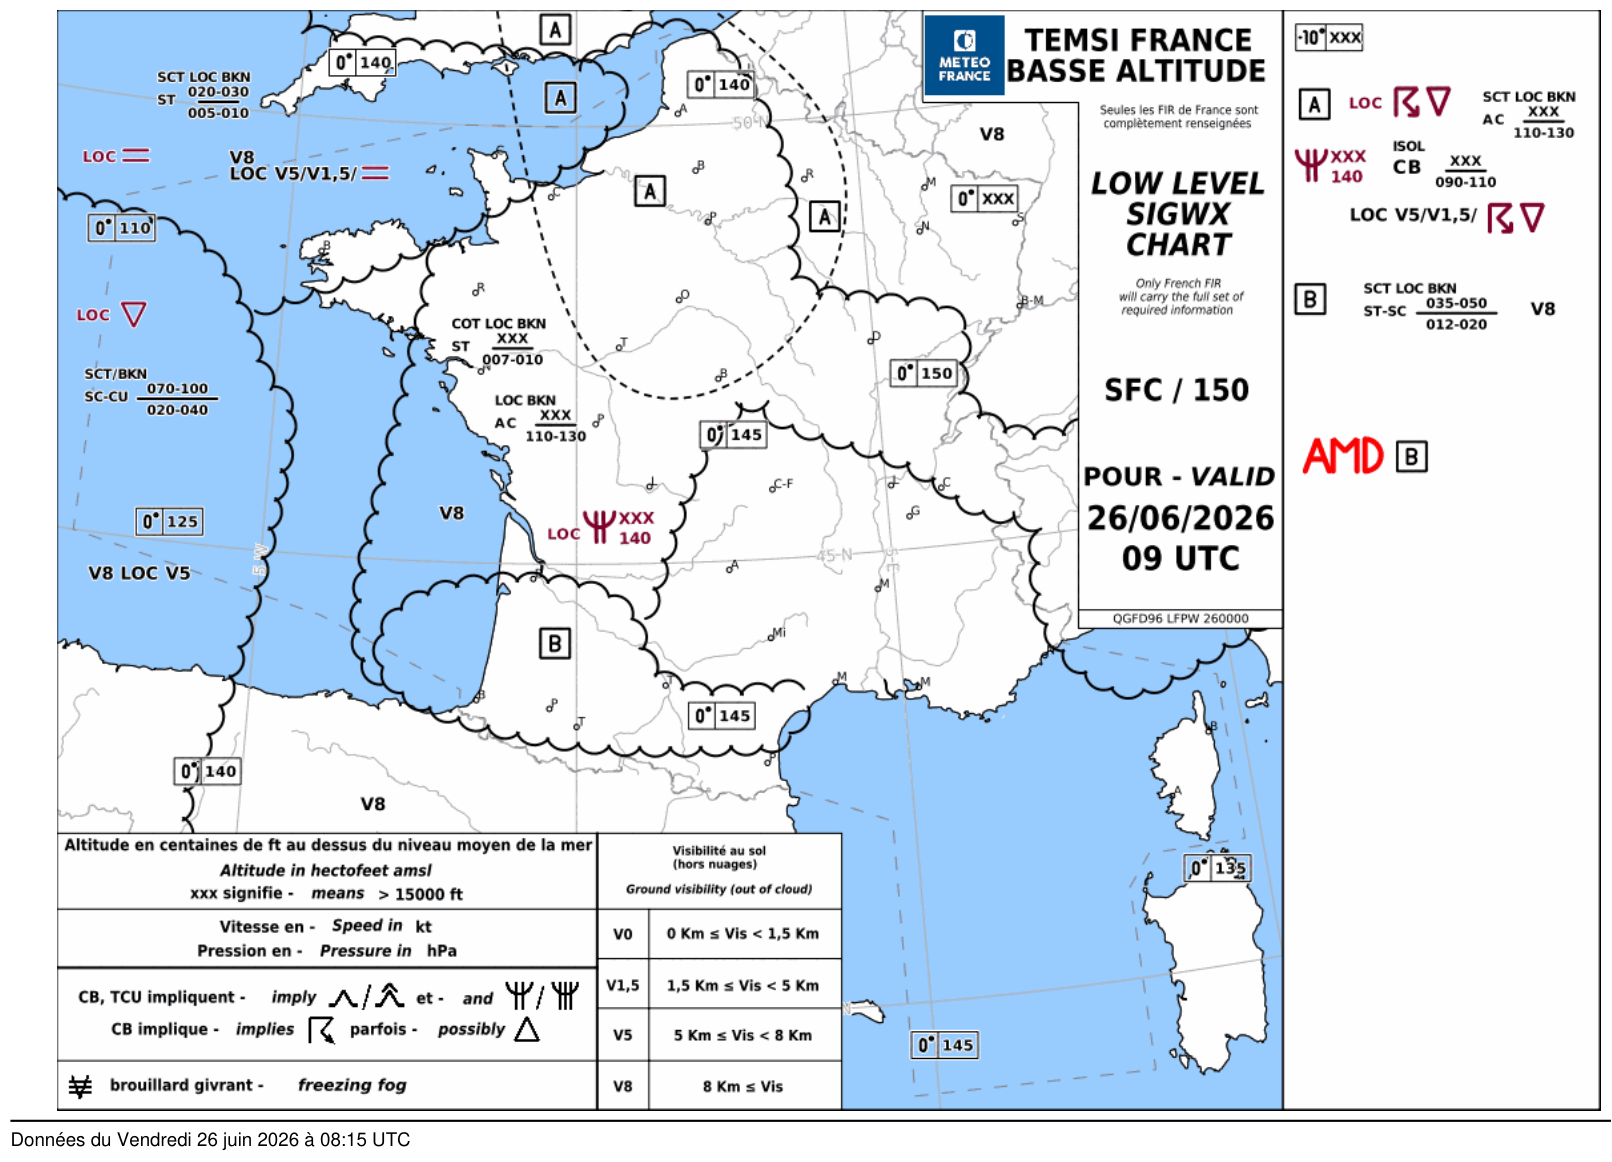 METEO
FRANCE
TEMSI FRANCE
BASSE ALTITUDE
Seules les FIR de France sont
complètement renseignées
LOW LEVEL
SIGWX
CHART
Only French FIR
will carry the full set of
required information
SFC / 150
POUR - VALID
26/06/2026
09 UTC
QGFD96 LFPW 260000
-10° XXX
A LOC
SCT LOC BKN
AC XXX
110-130
XXX
140
ISOL
CB XXX
090-110
LOC V5/V1,5/
B
SCT LOC BKN
ST-SC 035-050
012-020
V8
AMD B
A
0° 140
SCT LOC BKN
ST 020-030
005-010
A
0° 140
A
50°N
B
R
V8
LOC
V8
LOC V5/V1,5/
C
C
A
P
A
M
N
0° XXX
S
0° 110
B
LOC
R
O
B-M
COT LOC BKN
ST XXX
007-010
T
D
N
B
0° 150
SCT/BKN
SC-CU 070-100
020-040
LOC BKN
AC XXX
110-130
P
0° 145
L
C-F
L
C
G
V8
0° 125
LOC XXX
140
5°W
45°N
5°E
V8 LOC V5
B
A
M
B
Mi
T
M
M
B
P
T
0° 145
P
B
A
0° 140
V8
0° 135
0° 145
Altitude en centaines de ft au dessus du niveau moyen de la mer
Altitude in hectofeet amsl
xxx signifie - means > 15000 ft
Vitesse en - Speed in kt
Pression en - Pressure in hPa
CB, TCU impliquent - imply / et - and /
CB implique - implies parfois - possibly
brouillard givrant - freezing fog
Visibilité au sol
(hors nuages)
Ground visibility (out of cloud)
V0 0 Km ≤ Vis < 1,5 Km
V1,5 1,5 Km ≤ Vis < 5 Km
V5 5 Km ≤ Vis < 8 Km
V8 8 Km ≤ Vis
Données du Vendredi 26 juin 2026 à 08:15 UTC